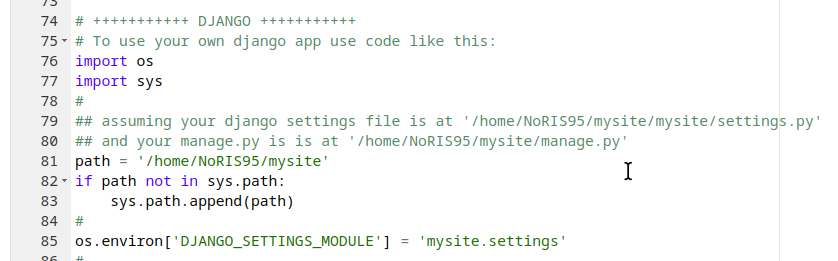 73
74 # +++++++++++ DJANGO +++++++++++
75 # To use your own django app use code like this:
76 import os
77 import sys
78 #
79 ## assuming your django settings file is at '/home/NoRIS95/mysite/mysite/settings.py'
80 ## and your manage.py is is at '/home/NoRIS95/mysite/manage.py'
81 path = '/home/NoRIS95/mysite'
82 if path not in sys.path:
83     sys.path.append(path)
84 #
85 os.environ['DJANGO_SETTINGS_MODULE'] = 'mysite.settings'
86 #